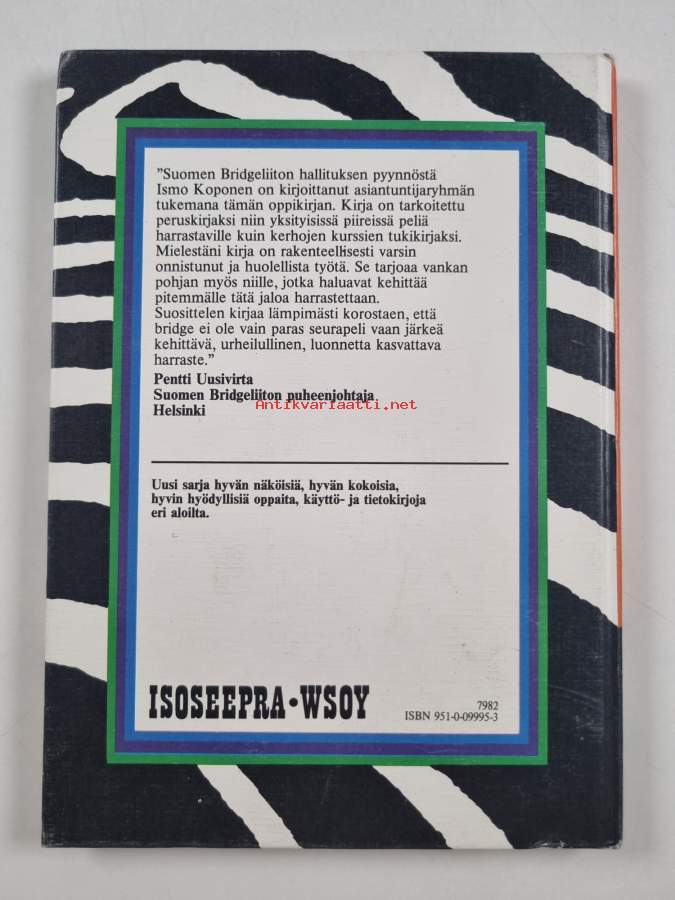 ”Suomen Bridgeliiton hallituksen pyynnöstä
Ismo Koponen on kirjoittanut asiantuntijaryhmän
tukemana tämän oppikirjan. Kirja on tarkoitettu
peruskirjaksi niin yksityisissä piireissä peliä
harrastaville kuin kerhojen kurssien tukikirjaksi.
Mielestäni kirja on rakenteellisesti varsin
onnistunut ja huolellista työtä. Se tarjoaa vankan
pohjan myös niille, jotka haluavat kehittää
pitemmälle tätä jaloa harrastettaan.
Suosittelen kirjaa lämpimästi korostaen, että
bridge ei ole vain paras seurapeli vaan järkeä
kehittävä, urheilullinen, luonnetta kasvattava
harraste.”
Pentti Uusivirta
Suomen Bridgeliiton puheenjohtaja
Antikvariaatti.net
Helsinki
Uusi sarja hyvän näköisiä, hyvän kokoisia,
hyvin hyödyllisiä oppaita, käyttö- ja tietokirjoja
eri aloilta.
ISOSEEPRA•WSOY
7982
ISBN 951-0-09995-3